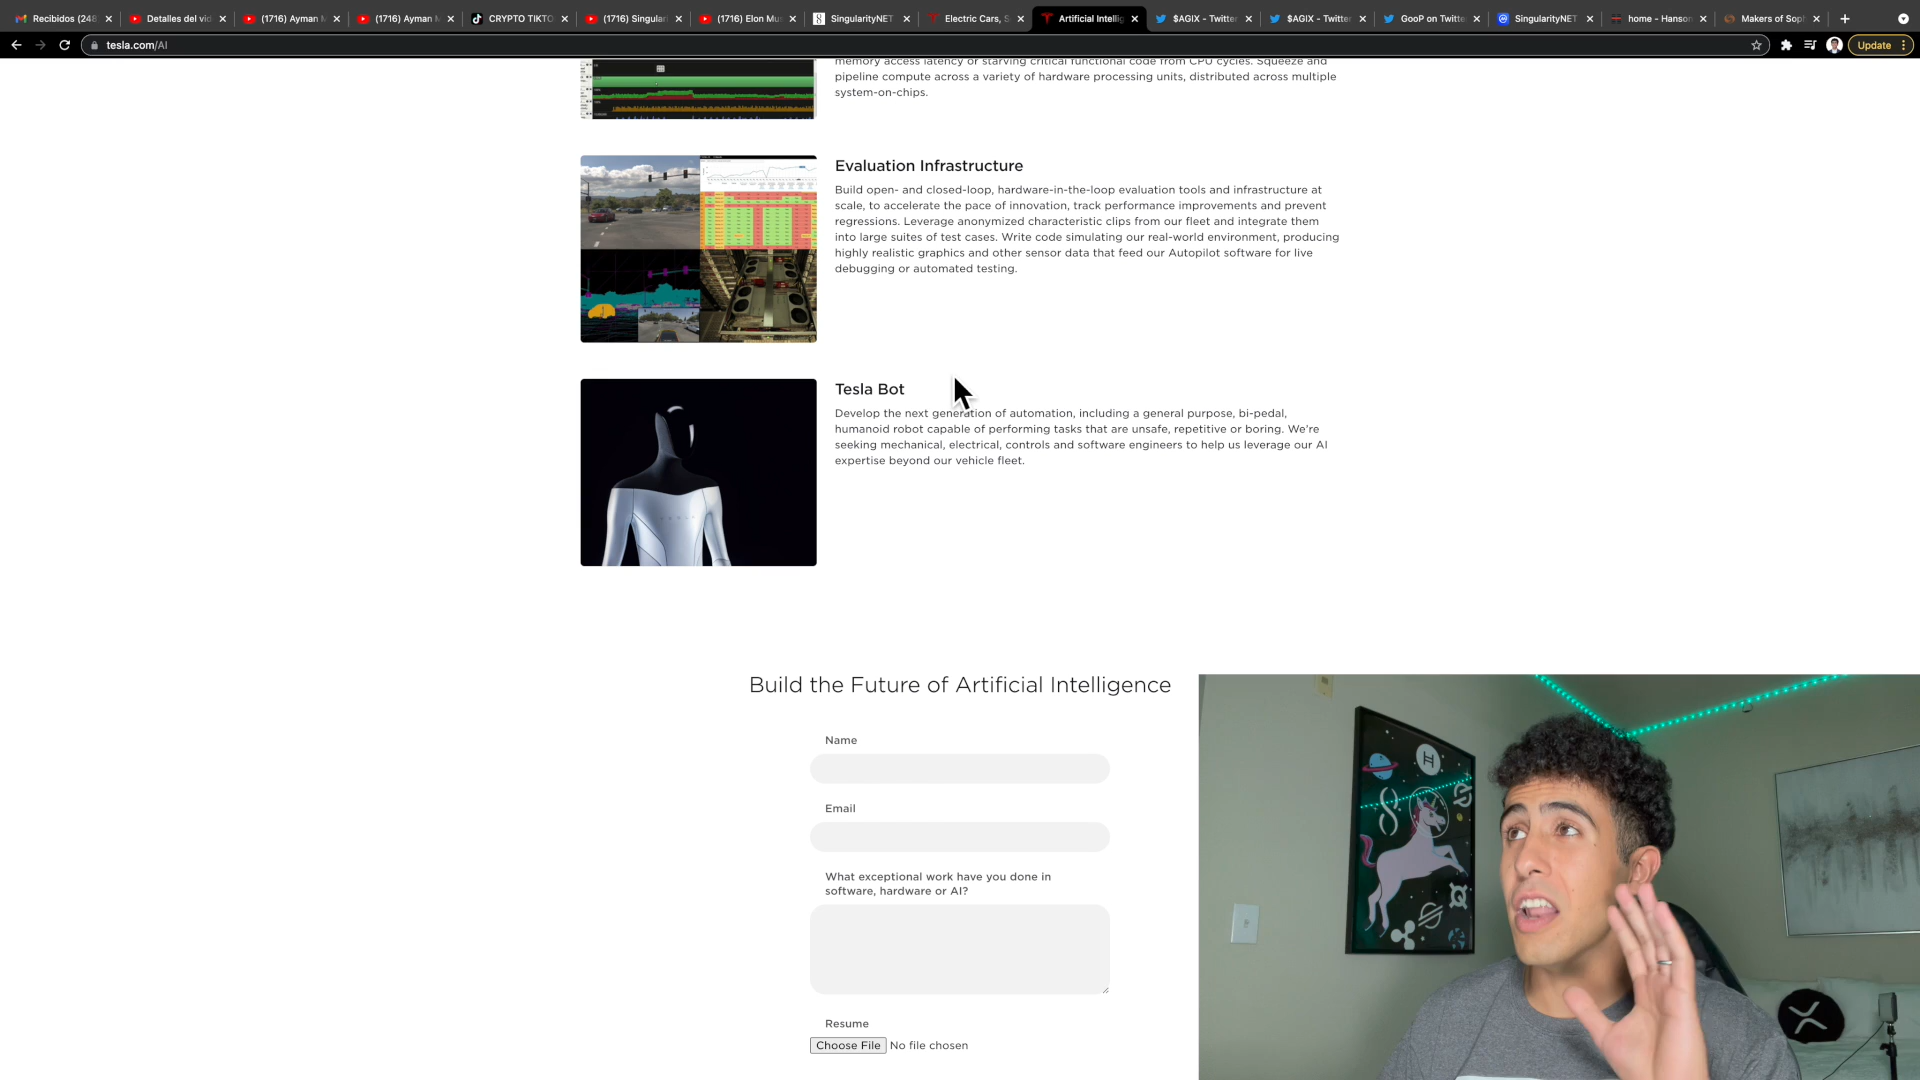 Recibidos (248
Detalles del vid
(1716) Ayman M
(1716) Ayman M
CRYPTO TIKTO
(1716) Singular
(1716) Elon Mus
SingularityNET
Electric Cars, S
Artificial Intellig
$AGIX - Twitter
$AGIX - Twitter
GooP on Twitte
SingularityNET
home - Hanson
Makers of Soph
tesla.com/AI
Update
memory access latency or starving critical functional code from CPU cycles. Squeeze and
pipeline compute across a variety of hardware processing units, distributed across multiple
system-on-chips.
Evaluation Infrastructure
Build open- and closed-loop, hardware-in-the-loop evaluation tools and infrastructure at
scale, to accelerate the pace of innovation, track performance improvements and prevent
regressions. Leverage anonymized characteristic clips from our fleet and integrate them
into large suites of test cases. Write code simulating our real-world environment, producing
highly realistic graphics and other sensor data that feed our Autopilot software for live
debugging or automated testing.
Tesla Bot
Develop the next generation of automation, including a general purpose, bi-pedal,
humanoid robot capable of performing tasks that are unsafe, repetitive or boring. We're
seeking mechanical, electrical, controls and software engineers to help us leverage our AI
expertise beyond our vehicle fleet.
Build the Future of Artificial Intelligence
Name
Email
What exceptional work have you done in
software, hardware or AI?
Resume
Choose File No file chosen